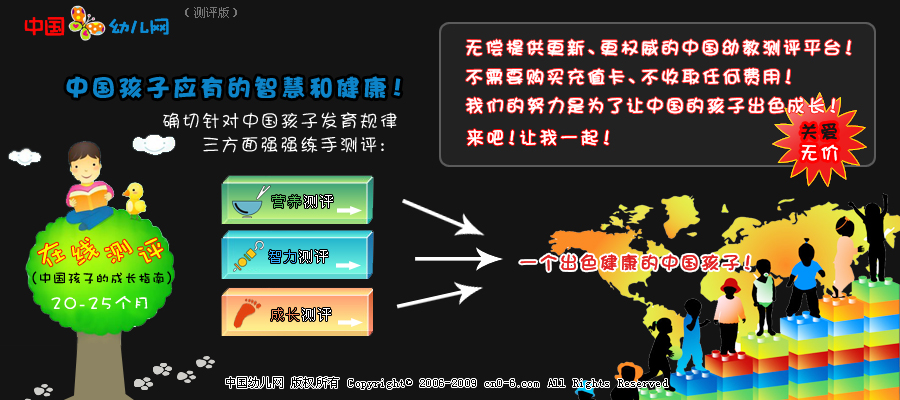 中国幼儿网
（测评版）
中国孩子应有的智慧和健康！
确切针对中国孩子发育规律
三方面强强练手测评：
无偿提供更新、更权威的中国幼教测评平台！
不需要购买充值卡、不收取任何费用！
我们的努力是为了让中国的孩子出色成长！
来吧！让我一起！
关爱
无价
在线测评
(中国孩子的成长指南)
20-25个月
营养测评
智力测评
成长测评
一个出色健康的中国孩子！
中国幼儿网 版权所有 Copyright© 2006-2009 cn0-6.com All Rights Reserved